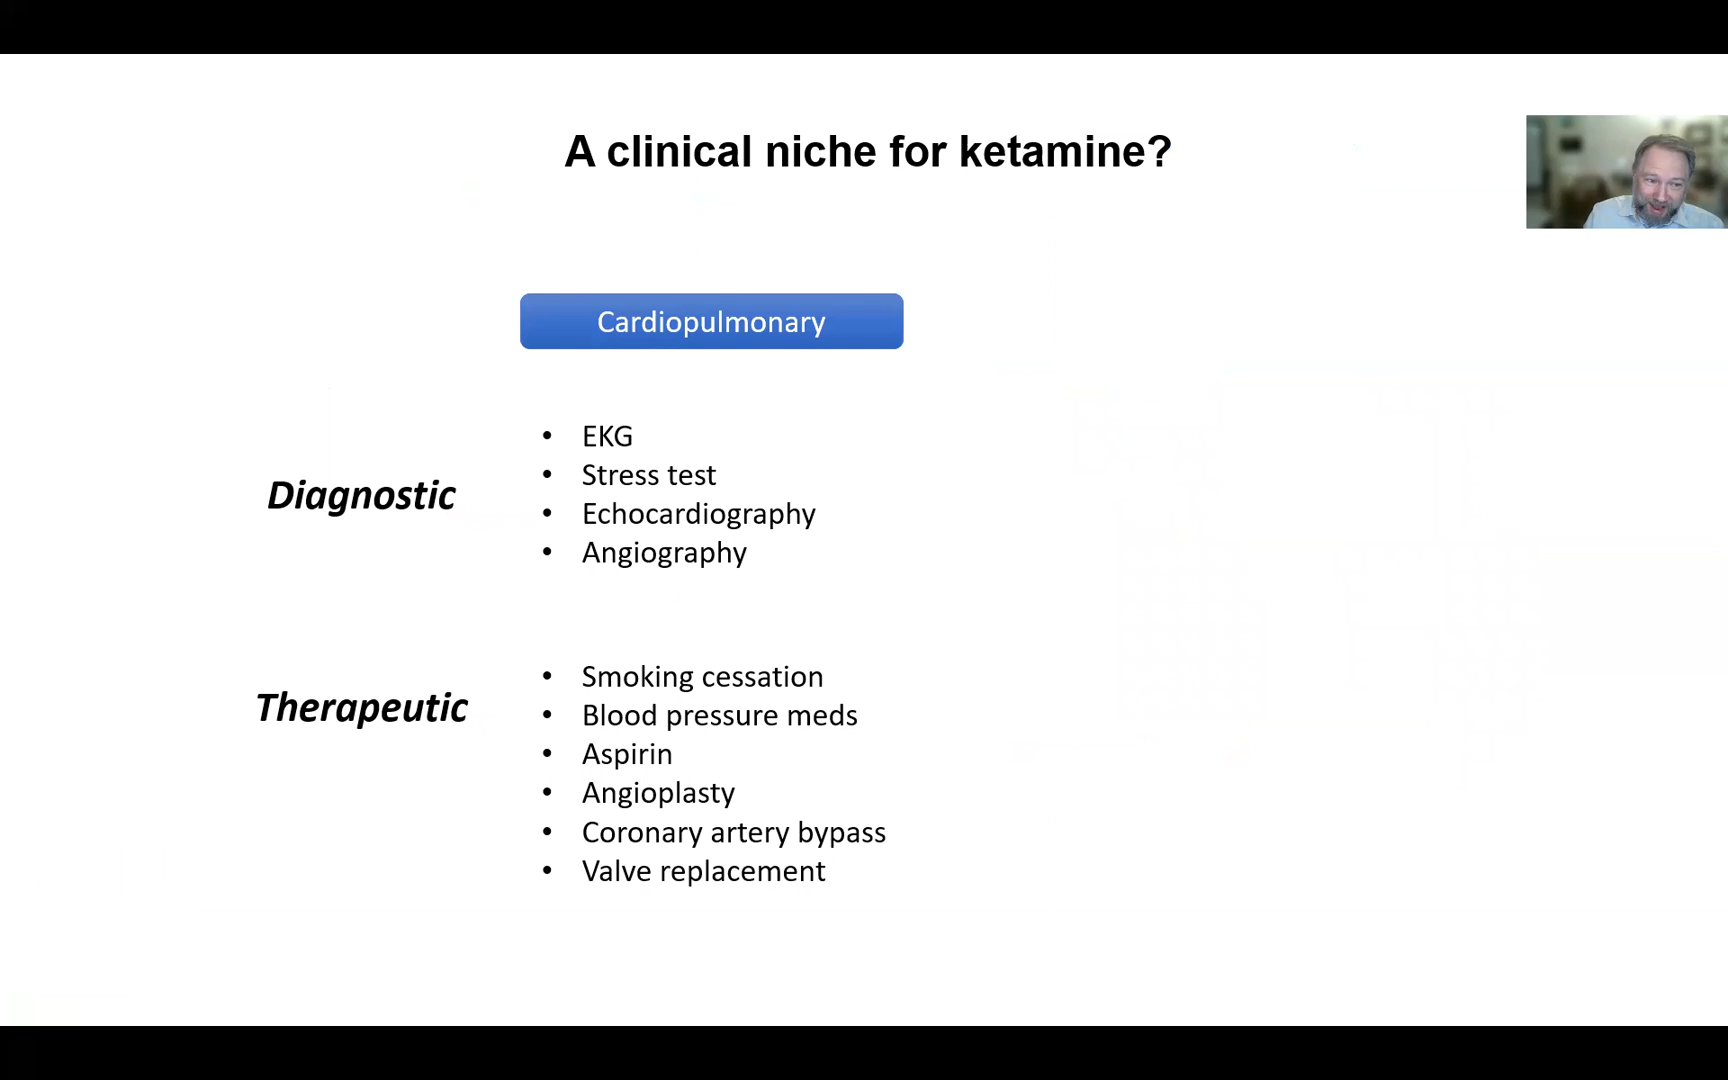 A clinical niche for ketamine?
Cardiopulmonary
Diagnostic
• EKG
• Stress test
• Echocardiography
• Angiography
Therapeutic
• Smoking cessation
• Blood pressure meds
• Aspirin
• Angioplasty
• Coronary artery bypass
• Valve replacement